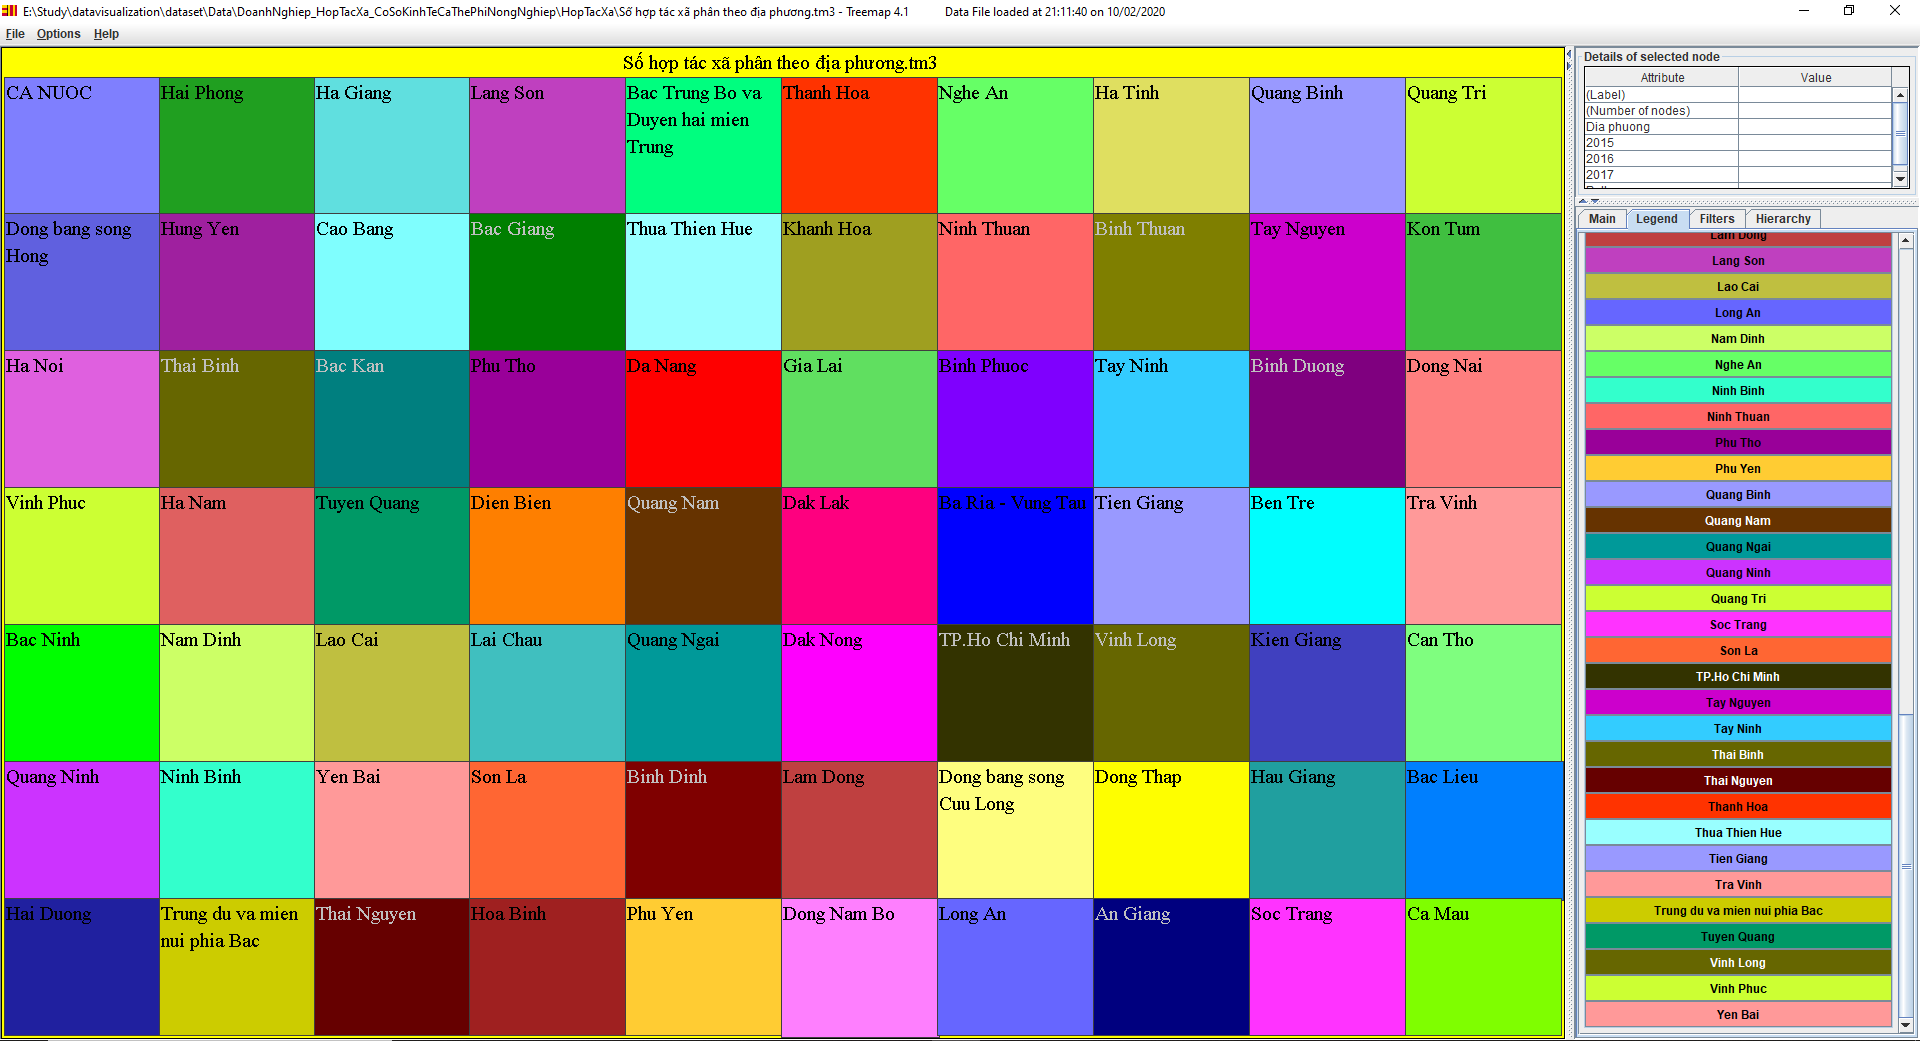 E:\Study\datavisualization\dataset\Data\DoanhNghiep_HopTacXa_CoSoKinhTeCaThePhiNongNghiep\HopTacXa\Số hợp tác xã phân theo địa phương.tm3 - Treemap 4.1 Data File loaded at 21:11:40 on 10/02/2020
File Options Help
Số hợp tác xã phân theo địa phương.tm3
CA NUOC
Hai Phong
Ha Giang
Lang Son
Bac Trung Bo va
Duyen hai mien
Trung
Thanh Hoa
Nghe An
Ha Tinh
Quang Binh
Quang Tri
Dong bang song
Hong
Hung Yen
Cao Bang
Bac Giang
Thua Thien Hue
Khanh Hoa
Ninh Thuan
Binh Thuan
Tay Nguyen
Kon Tum
Ha Noi
Thai Binh
Bac Kan
Phu Tho
Da Nang
Gia Lai
Binh Phuoc
Tay Ninh
Binh Duong
Dong Nai
Vinh Phuc
Ha Nam
Tuyen Quang
Dien Bien
Quang Nam
Dak Lak
Ba Ria - Vung Tau
Tien Giang
Ben Tre
Tra Vinh
Bac Ninh
Nam Dinh
Lao Cai
Lai Chau
Quang Ngai
Dak Nong
TP.Ho Chi Minh
Vinh Long
Kien Giang
Can Tho
Quang Ninh
Ninh Binh
Yen Bai
Son La
Binh Dinh
Lam Dong
Dong bang song
Cuu Long
Dong Thap
Hau Giang
Bac Lieu
Hai Duong
Trung du va mien
nui phia Bac
Thai Nguyen
Hoa Binh
Phu Yen
Dong Nam Bo
Long An
An Giang
Soc Trang
Ca Mau
Details of selected node
Attribute Value
(Label)
(Number of nodes)
Dia phuong
2015
2016
2017
Main Legend Filters Hierarchy
Lam Dong
Lang Son
Lao Cai
Long An
Nam Dinh
Nghe An
Ninh Binh
Ninh Thuan
Phu Tho
Phu Yen
Quang Binh
Quang Nam
Quang Ngai
Quang Ninh
Quang Tri
Soc Trang
Son La
TP.Ho Chi Minh
Tay Nguyen
Tay Ninh
Thai Binh
Thai Nguyen
Thanh Hoa
Thua Thien Hue
Tien Giang
Tra Vinh
Trung du va mien nui phia Bac
Tuyen Quang
Vinh Long
Vinh Phuc
Yen Bai